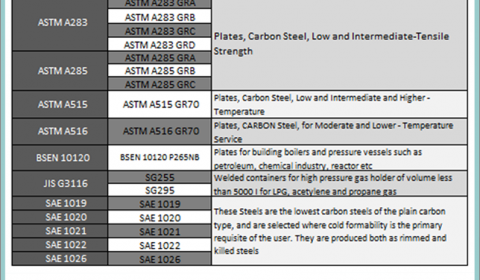 ASTM A283 GRA
ASTM A283
ASTM A283 GRB
ASTM A283 GRC
ASTM A283 GRD
Plates, Carbon Steel, Low and Intermediate-Tensile
Strength
ASTM A285
ASTM A285 GRA
ASTM A285 GRB
ASTM A285 GRC
ASTM A515
ASTM A515 GR70
Plates, Carbon Steel, Low and Intermediate and Higher -
Temperature
ASTM A516
ASTM A516 GR70
Plates, CARBON Steel, for Moderate and Lower - Temperature
Service
BSEN 10120
BSEN 10120 P265NB
Plates for building boilers and pressure vessels such as
petroleum, chemical industry, reactor etc
JIS G3116
SG255
SG295
Welded containers for high pressure gas holder of volume less
than 5000 l for LPG, acetylene and propane gas
SAE 1019
SAE 1019
SAE 1020
SAE 1020
SAE 1021
SAE 1021
SAE 1022
SAE 1022
SAE 1026
SAE 1026
These Steels are the lowest carbon steels of the plain carbon
type, and are selected where cold formability is the primary
requisite of the user. They are produced both as rimmed and
killed steels